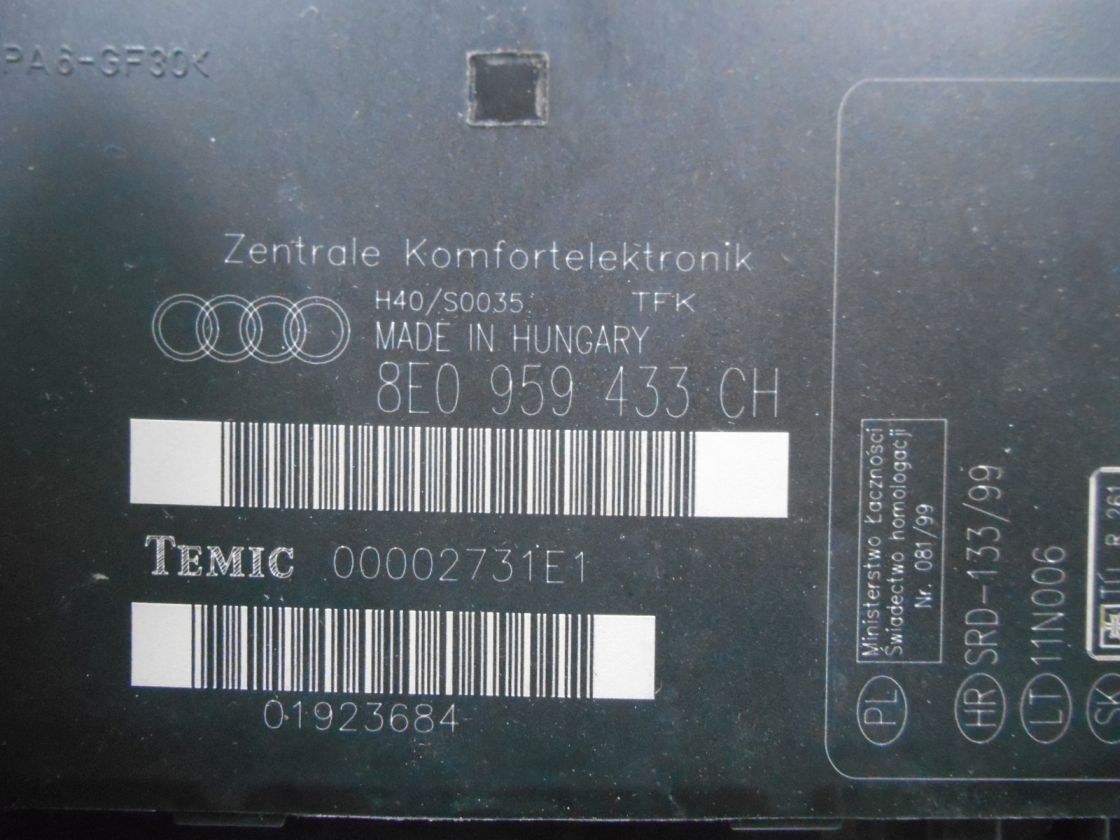 PA6-GF30K
Zentrale Komfortelektronik
H40/S0035 TFK
MADE IN HUNGARY
8E0 959 433 CH
TEMIC 00002731E1
01923684
Ministerstwo Łączności
Świadectwo homologacji
Nr. 081/99
PL
HR SRD-133/99
LT 11N006
SK